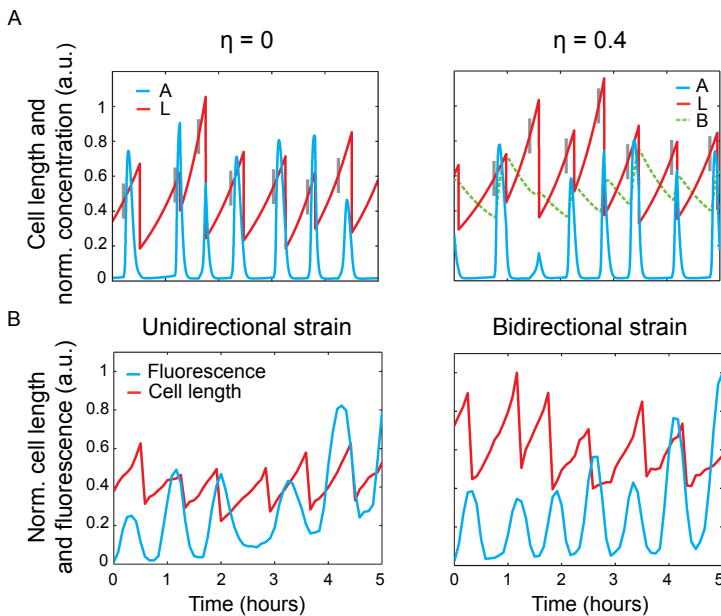 A
η = 0
η = 0.4
Cell length and
norm. concentration (a.u.)
1
0.8
0.6
0.4
0.2
0
A
L
A
L
B
B
Unidirectional strain
Bidirectional strain
Norm. cell length
and fluorescence (a.u.)
1
0.8
0.6
0.4
0.2
0
Fluorescence
Cell length
0 1 2 3 4 5
0 1 2 3 4 5
Time (hours)
Time (hours)